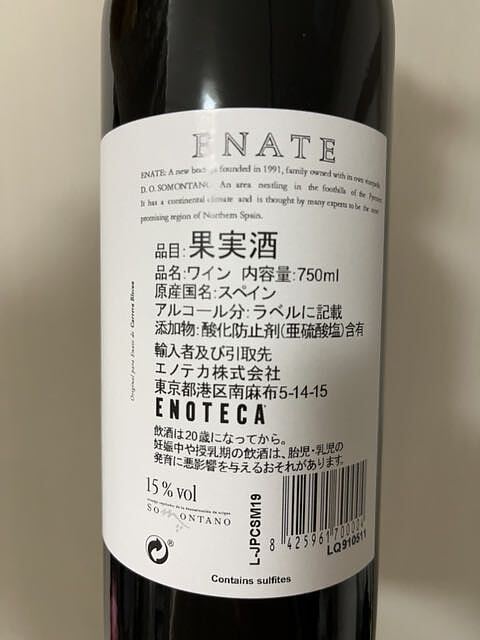 ENATE
ENATE: A new bodega founded in 1991, family owned with its own vineyards.
D. O. SOMONTANO An area nestling in the foothills of the Pyrenees.
It has a continental climate and is thought by many experts to be the most
promising region of Northern Spain.
品目:果実酒
品名:ワイン 内容量:750ml
原産国名:スペイン
アルコール分:ラベルに記載
添加物:酸化防止剤(亜硫酸塩)含有
輸入者及び引取先
エノテカ株式会社
東京都港区南麻布5-14-15
ENOTECA
飲酒は20歳になってから。
妊娠中や授乳期の飲酒は、胎児・乳児の
発育に悪影響を与えるおそれがあります。
15% vol
SOMONTANO
L-JPCSM19
8 425961 70002
LQ910511
Contains sulfites